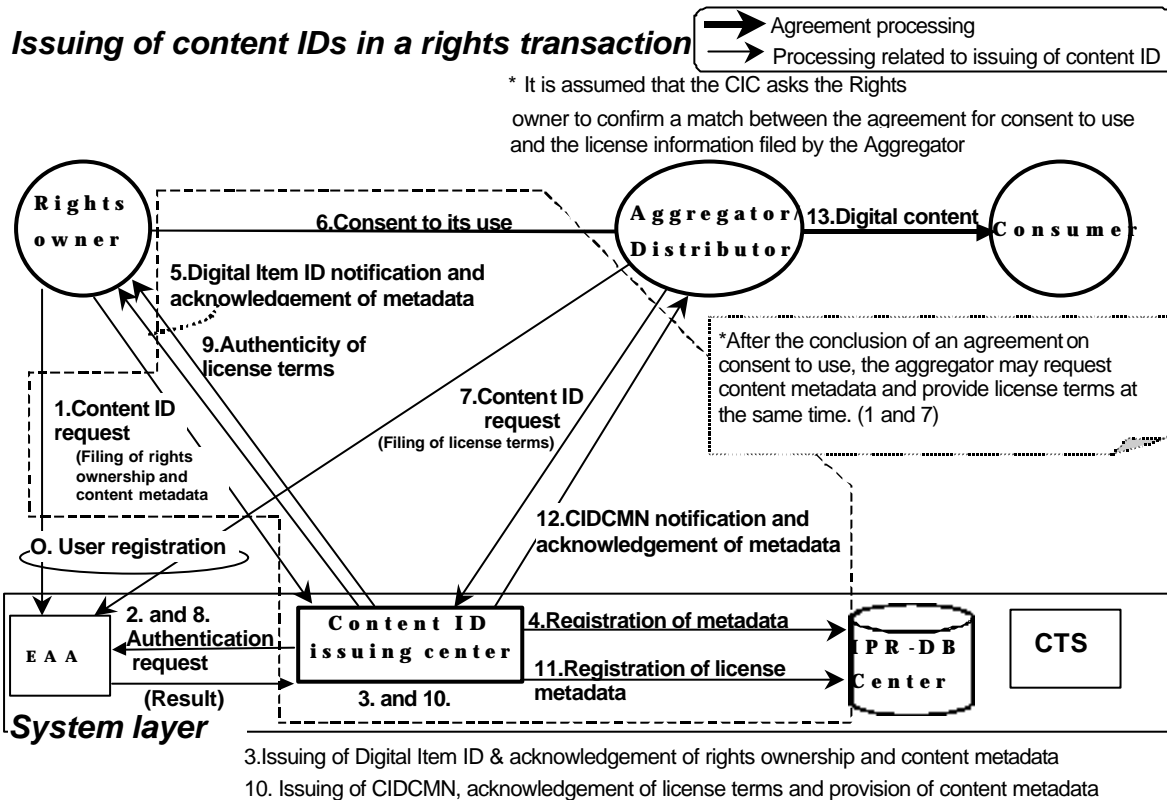 Issuing of content IDs in a rights transaction
Agreement processing
Processing related to issuing of content ID
* It is assumed that the CIC asks the Rights
owner to confirm a match between the agreement for consent to use
and the license information filed by the Aggregator
Rights
owner
6.Consent to its use
Aggregator/
Distributor
13.Digital content
Consumer
5.Digital Item ID notification and
acknowledgement of metadata
9.Authenticity of
license terms
*After the conclusion of an agreement on
consent to use, the aggregator may request
content metadata and provide license terms at
the same time. (1 and 7)
1.Content ID
request
(Filing of rights
ownership and
content metadata
7.Content ID
request
(Filing of license terms)
12.CIDCMN notification and
acknowledgement of metadata
O. User registration
2. and 8.
Authentication
request
(Result)
EAA
Content ID
issuing center
3. and 10.
4.Registration of metadata
11.Registration of license
metadata
IPR-DB
Center
CTS
System layer
3.Issuing of Digital Item ID & acknowledgement of rights ownership and content metadata
10. Issuing of CIDCMN, acknowledgement of license terms and provision of content metadata